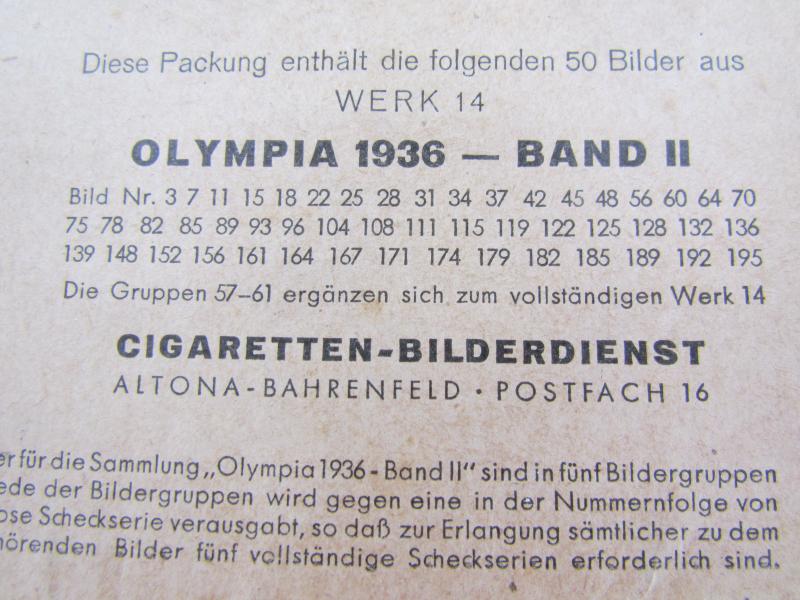 Diese Packung enthält die folgenden 50 Bilder aus
WERK 14
OLYMPIA 1936 — BAND II
Bild Nr. 3 7 11 15 18 22 25 28 31 34 37 42 45 48 56 60 64 70
75 78 82 85 89 93 96 104 108 111 115 119 122 125 128 132 136
139 148 152 156 161 164 167 171 174 179 182 185 189 192 195
Die Gruppen 57–61 ergänzen sich zum vollständigen Werk 14
CIGARETTEN-BILDERDIENST
ALTONA-BAHRENFELD · POSTFACH 16
er für die Sammlung „Olympia 1936 - Band II" sind in fünf Bildergruppen
ede der Bildergruppen wird gegen eine in der Nummernfolge von
ose Scheckserie verausgabt, so daß zur Erlangung sämtlicher zu dem
hörenden Bilder fünf vollständige Scheckserien erforderlich sind.